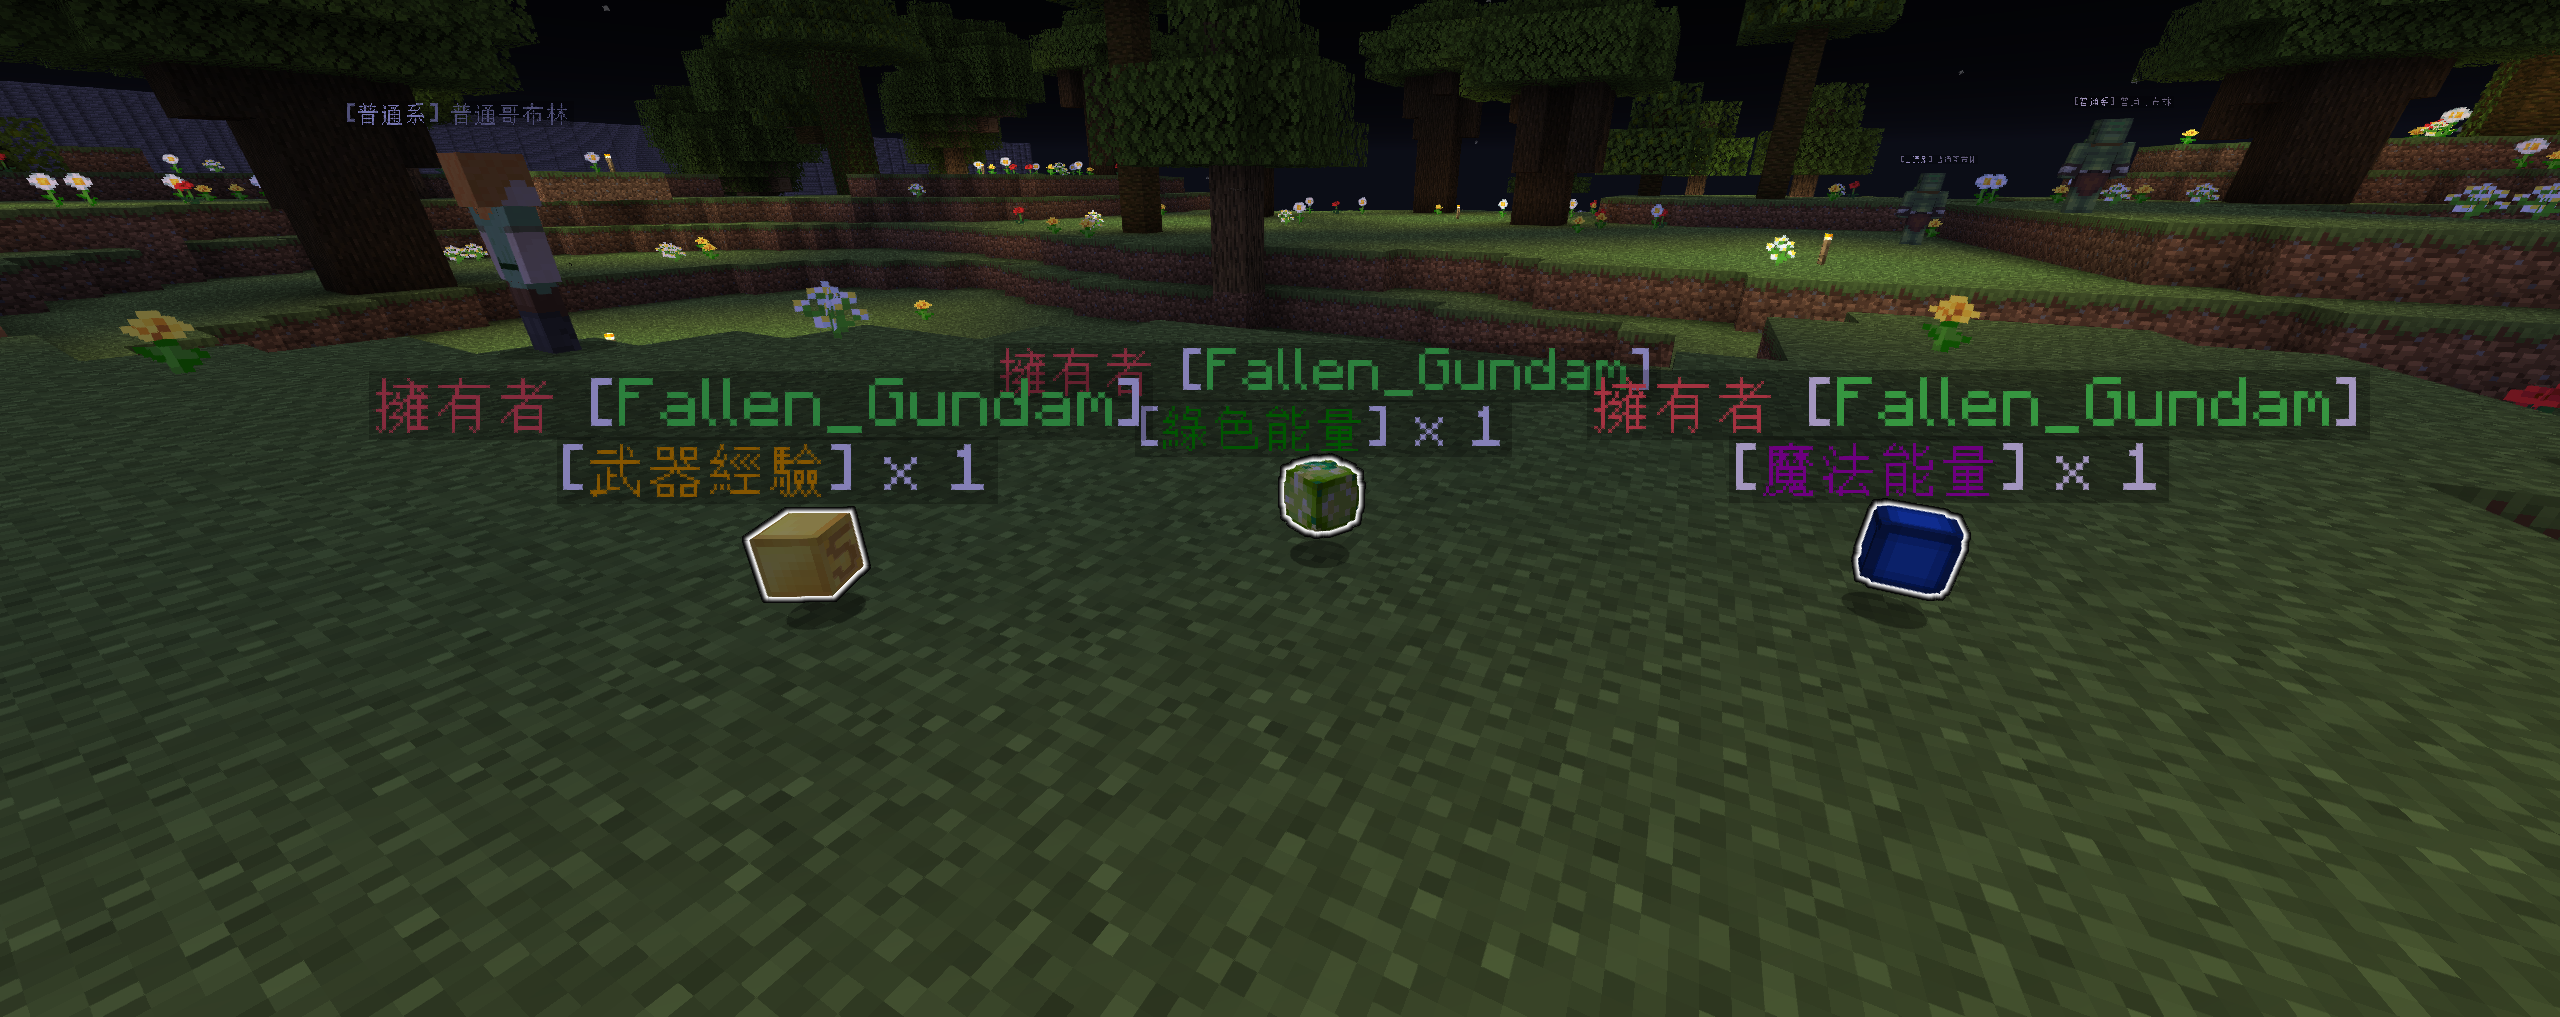 [普通系] 普通哥布林
擁有者 [Fallen_Gundam]
[武器經驗] x 1
擁有者 [Fallen_Gundam]
[綠色能量] x 1
擁有者 [Fallen_Gundam]
[魔法能量] x 1